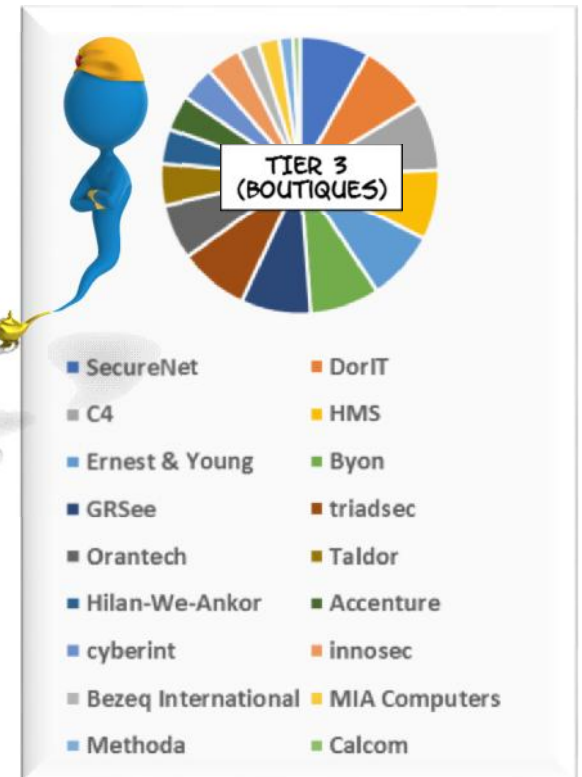 TIER 3
(BOUTIQUES)
SecureNet DorIT
C4 HMS
Ernest & Young Byon
GRSee triadsec
Orantech Taldor
Hilan-We-Ankor Accenture
cyberint innosec
Bezeq International MIA Computers
Methoda Calcom